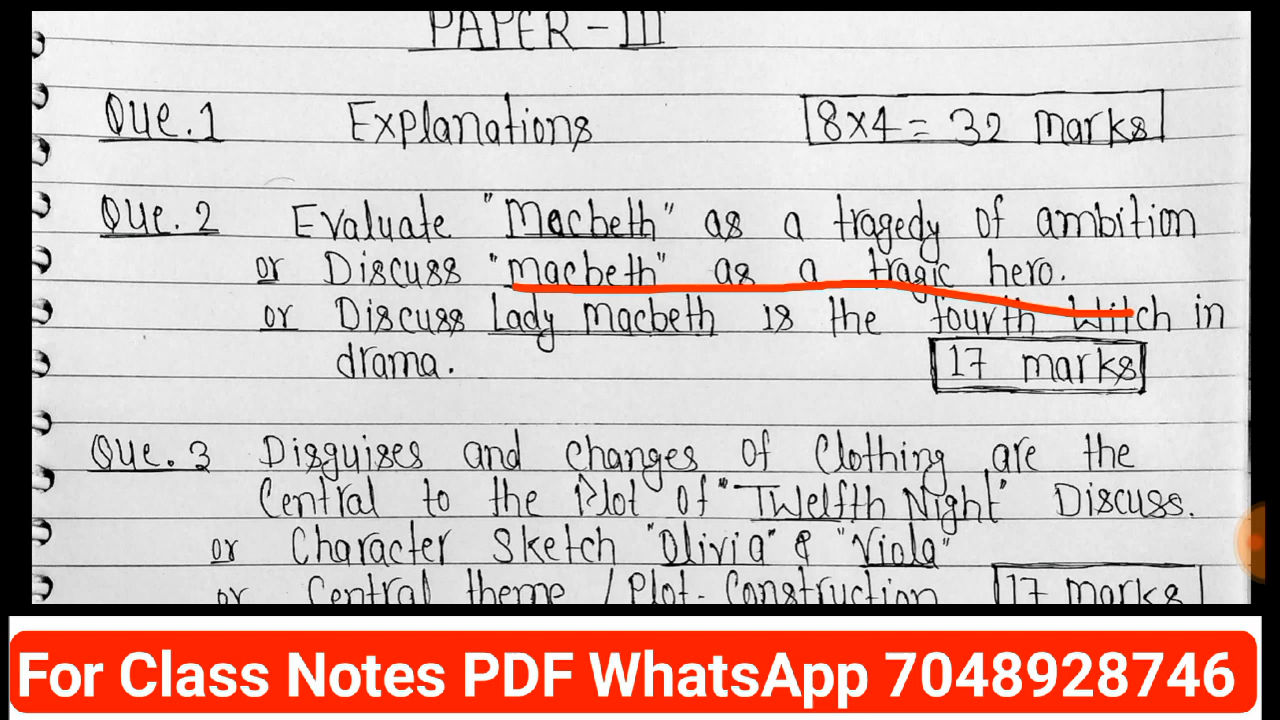 PAPER - III
Que. 1 Explanations 8x4 = 32 marks
Que. 2 Evaluate "Macbeth" as a tragedy of ambition
or Discuss "macbeth" as a tragic hero.
or Discuss Lady Macbeth is the fourth Witch in
drama. 17 marks
Que. 3 Disguises and changes of Clothing are the
Central to the Plot of "Twelfth Night" Discuss.
or Character Sketch "Olivia" & "Viola"
or Central theme / Plot- Construction 17 marks
For Class Notes PDF WhatsApp 7048928746